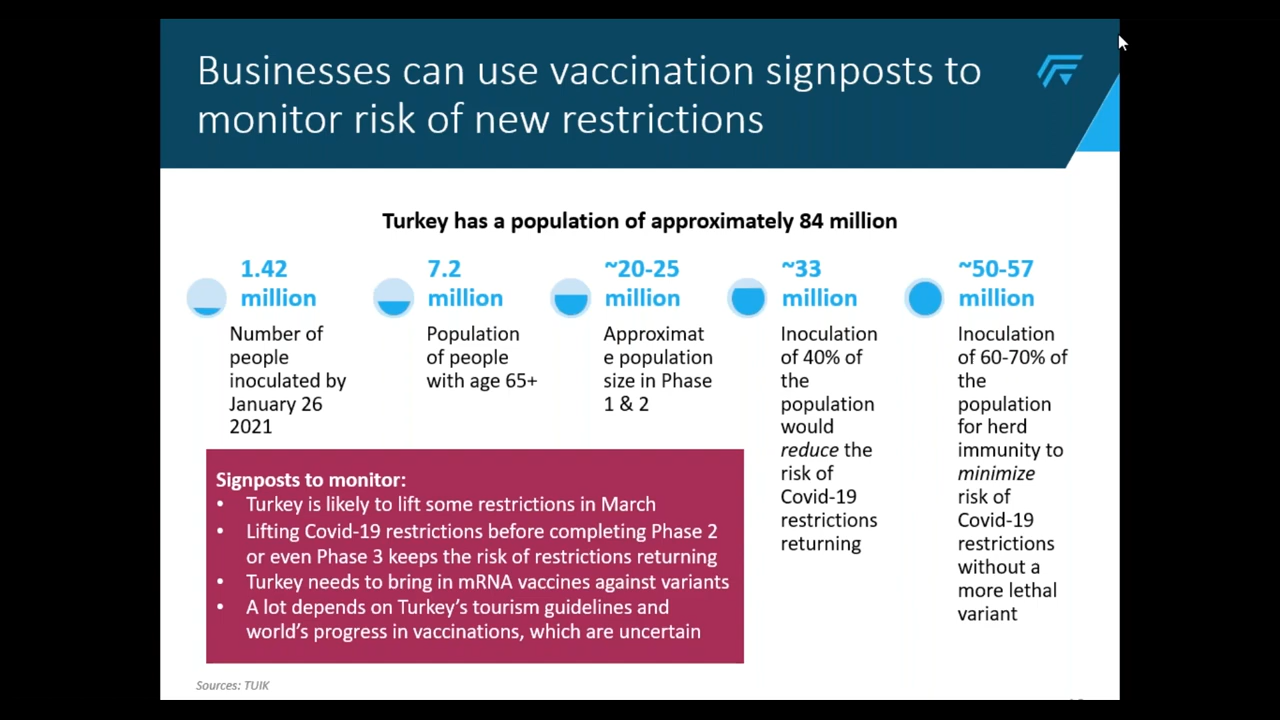 Businesses can use vaccination signposts to
monitor risk of new restrictions
Turkey has a population of approximately 84 million
1.42
million
Number of
people
inoculated by
January 26
2021
7.2
million
Population
of people
with age 65+
~20-25
million
Approximat
e population
size in Phase
1 & 2
~33
million
Inoculation
of 40% of
the
population
would
reduce the
risk of
Covid-19
restrictions
returning
~50-57
million
Inoculation
of 60-70% of
the
population
for herd
immunity to
minimize
risk of
Covid-19
restrictions
without a
more lethal
variant
Signposts to monitor:
• Turkey is likely to lift some restrictions in March
• Lifting Covid-19 restrictions before completing Phase 2
or even Phase 3 keeps the risk of restrictions returning
• Turkey needs to bring in mRNA vaccines against variants
• A lot depends on Turkey's tourism guidelines and
world's progress in vaccinations, which are uncertain
Sources: TUIK